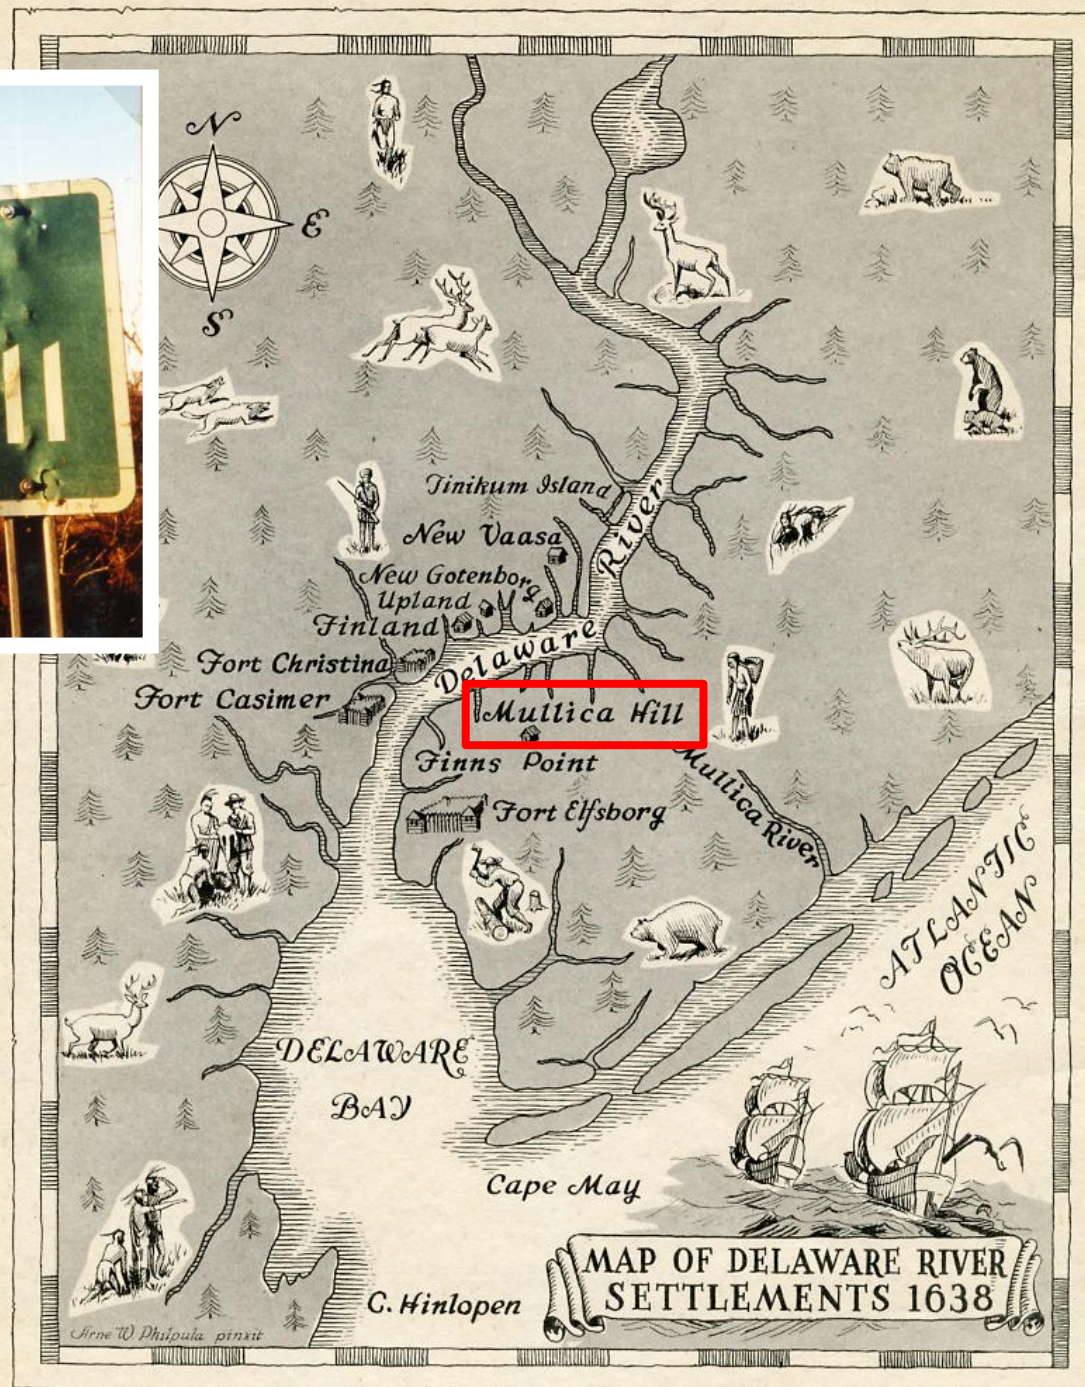 N
E
S
Tinikum Island
River
New Vaasa
New Gotenborg
Upland
Finland
Delaware
Fort Christina
Fort Casimer
Mullica Hill
Finns Point
Mullica River
Fort Elfsborg
ATLANTIC
OCEAN
DELAWARE
BAY
Cape May
MAP OF DELAWARE RIVER
SETTLEMENTS 1638
C. Hinlopen
Arne W Philpula pinxit